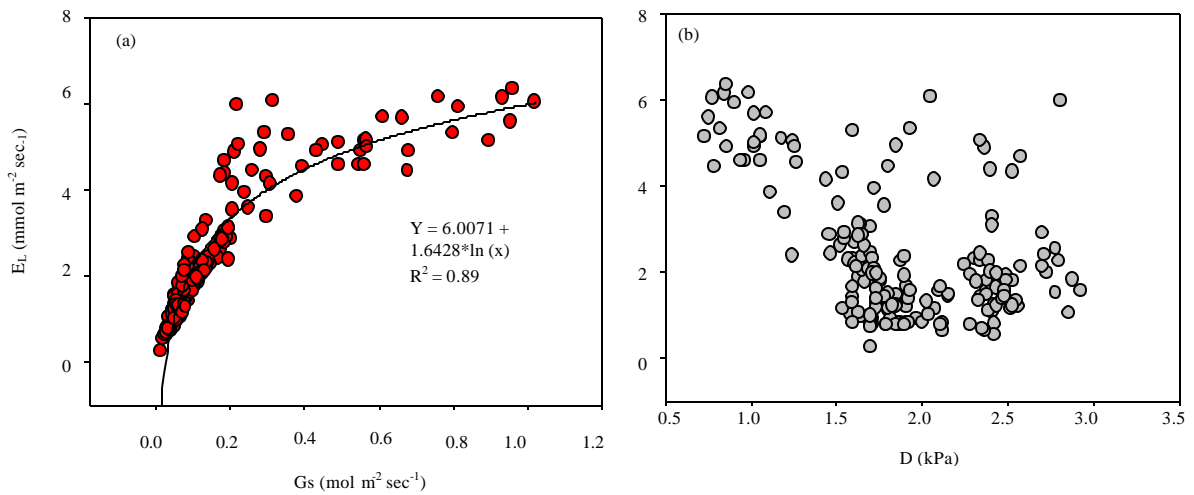 (a)
8
6
4
2
0
E_L (mmol m⁻² sec.₋₁)
Y = 6.0071 +
1.6428*ln (x)
R² = 0.89
0.0 0.2 0.4 0.6 0.8 1.0 1.2
Gs (mol m⁻² sec⁻¹)
(b)
8
6
4
2
0
0.5 1.0 1.5 2.0 2.5 3.0 3.5
D (kPa)